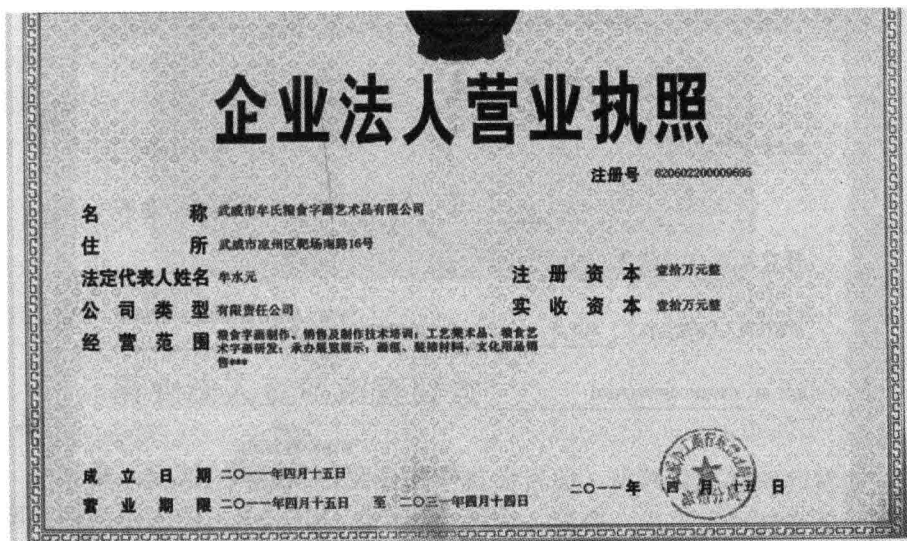 企业法人营业执照
注册号 620602200009695
名称 武威市牟氏粮食字画艺术品有限公司
住所 武威市凉州区靶场南路16号
法定代表人姓名 牟水元 注册资本 壹拾万元整
公司类型 有限责任公司 实收资本 壹拾万元整
经营范围 粮食字画制作、销售及制作技术培训；工艺美术品、粮食艺
术字画研发；承办展览展示；画框、装裱材料、文化用品销
售***
成立日期 二〇一一年四月十五日
营业期限 二〇一一年四月十五日 至 二〇三一年四月十四日
二〇一一年 四月十五日